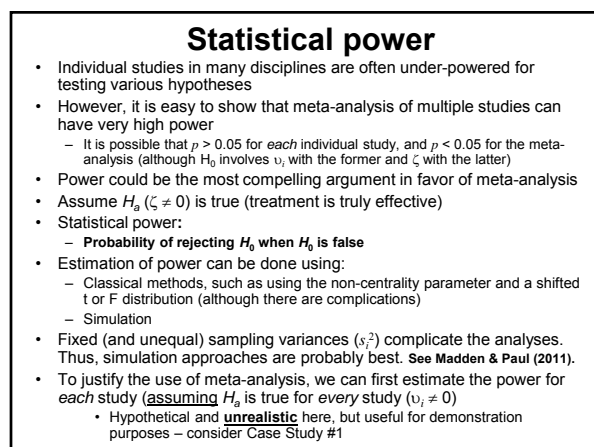 Statistical power
• Individual studies in many disciplines are often under-powered for
testing various hypotheses
• However, it is easy to show that meta-analysis of multiple studies can
have very high power
– It is possible that p > 0.05 for each individual study, and p < 0.05 for the meta-
analysis (although H₀ involves υᵢ with the former and ζ with the latter)
• Power could be the most compelling argument in favor of meta-analysis
• Assume Hₐ (ζ ≠ 0) is true (treatment is truly effective)
• Statistical power:
– Probability of rejecting H₀ when H₀ is false
• Estimation of power can be done using:
– Classical methods, such as using the non-centrality parameter and a shifted
t or F distribution (although there are complications)
– Simulation
• Fixed (and unequal) sampling variances (sᵢ²) complicate the analyses.
Thus, simulation approaches are probably best. See Madden & Paul (2011).
• To justify the use of meta-analysis, we can first estimate the power for
each study (assuming Hₐ is true for every study (υᵢ ≠ 0)
• Hypothetical and unrealistic here, but useful for demonstration
purposes – consider Case Study #1